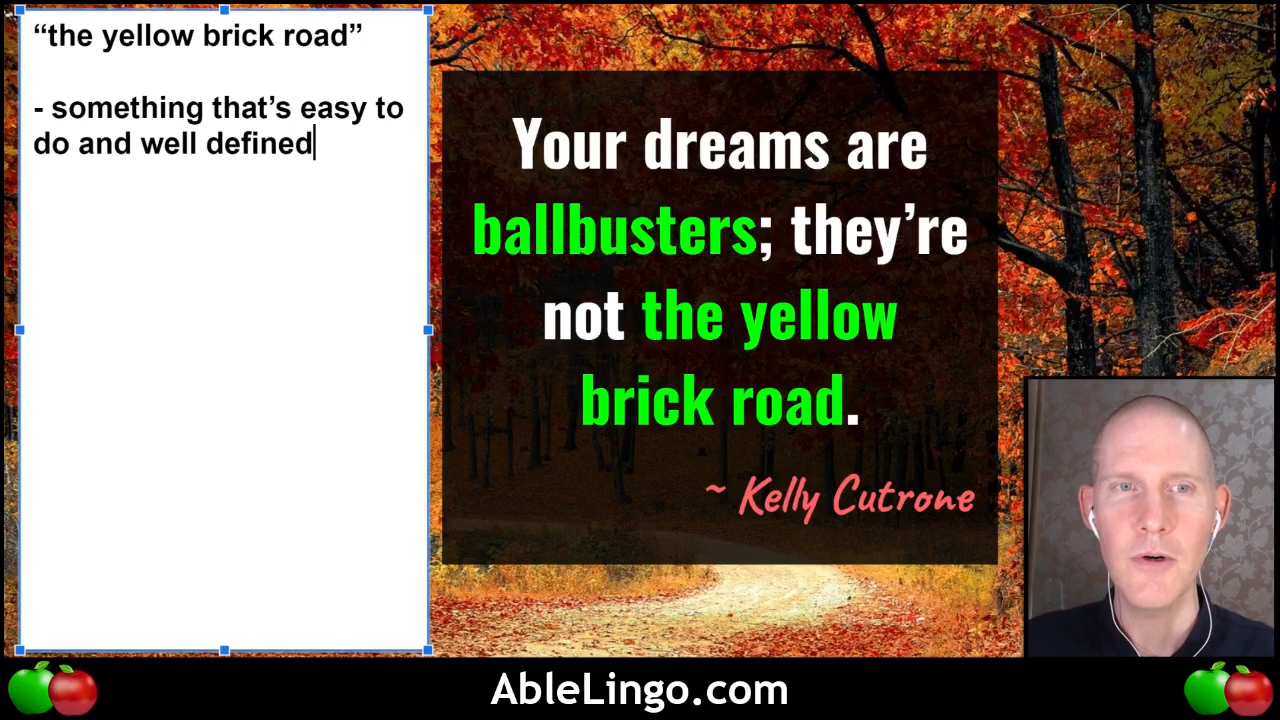 “the yellow brick road”
- something that’s easy to
do and well defined
Your dreams are
ballbusters; they’re
not the yellow
brick road.
~ Kelly Cutrone
AbleLingo.com